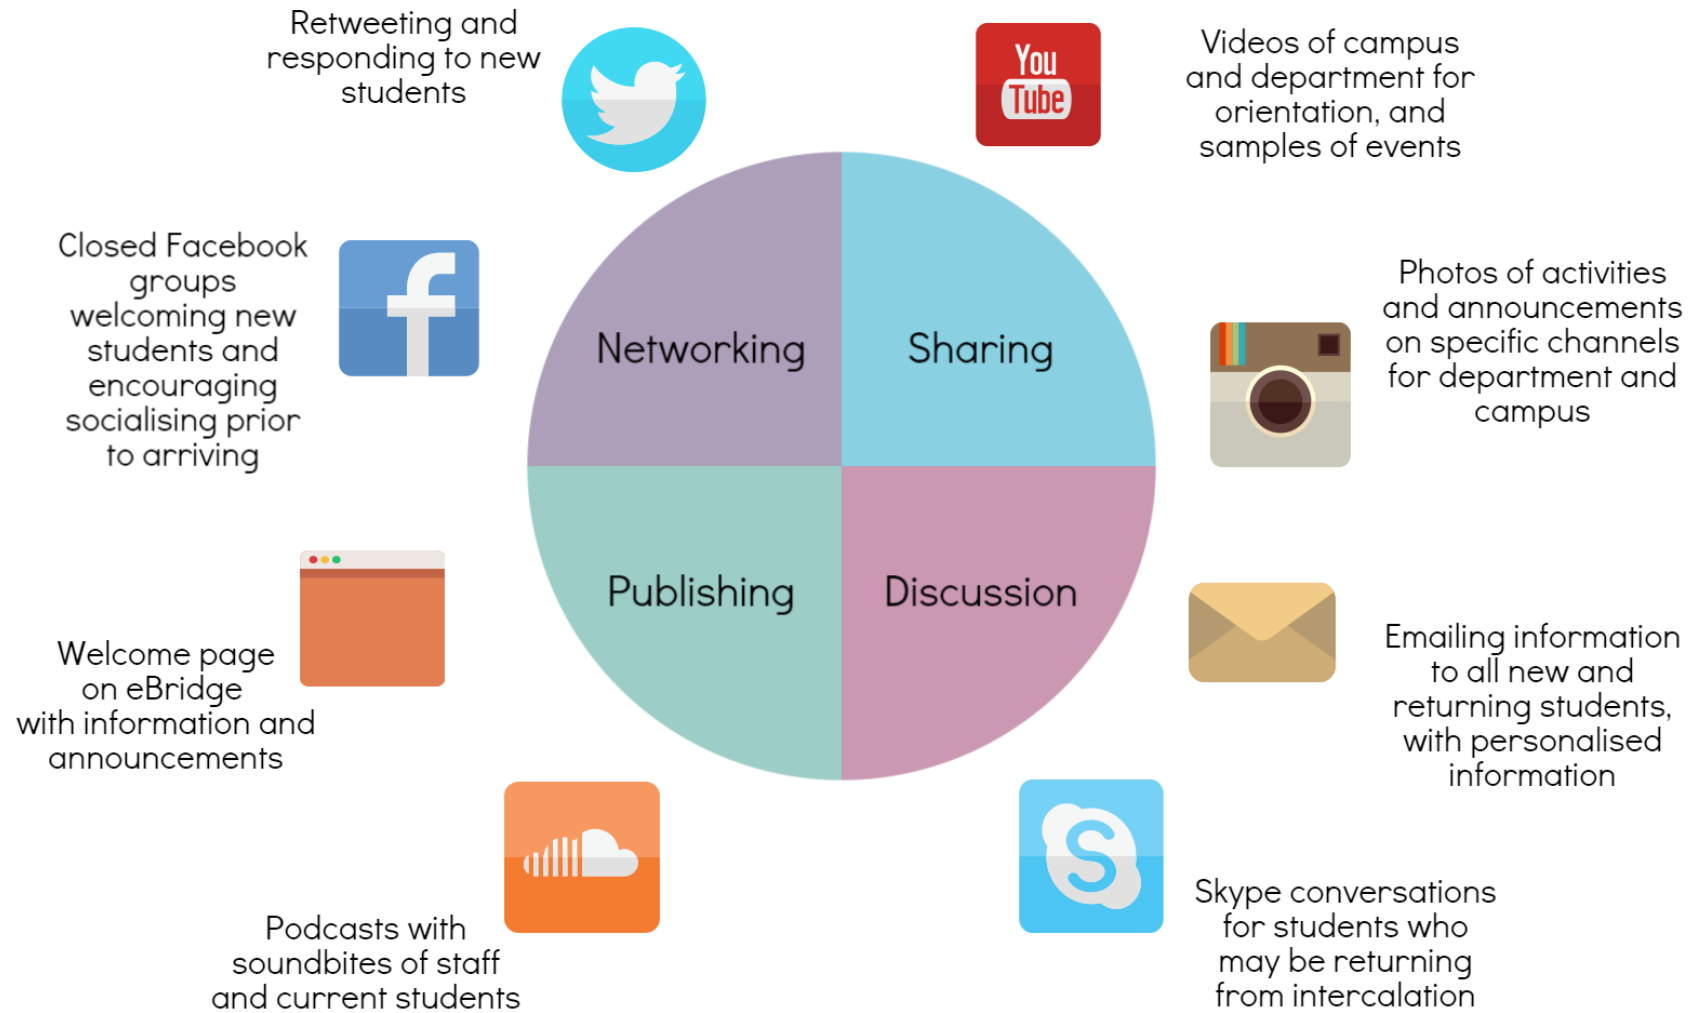 Retweeting and
responding to new
students
You
Tube
Videos of campus
and department for
orientation, and
samples of events
Closed Facebook
groups
welcoming new
students and
encouraging
socialising prior
to arriving
f
Networking
Sharing
Photos of activities
and announcements
on specific channels
for department and
campus
Welcome page
on eBridge
with information and
announcements
Publishing
Discussion
Emailing information
to all new and
returning students,
with personalised
information
Podcasts with
soundbites of staff
and current students
S
Skype conversations
for students who
may be returning
from intercalation